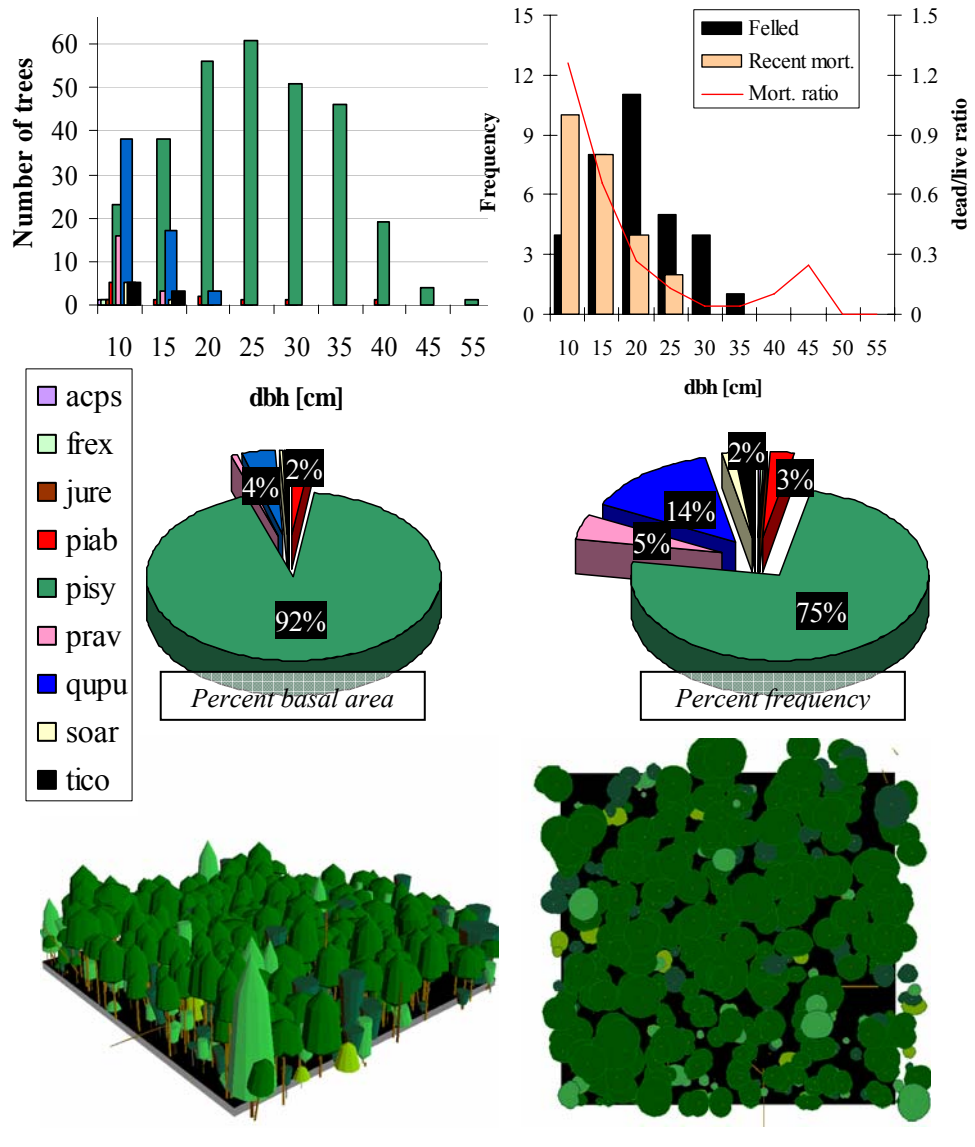 Number of trees
60
50
40
30
20
10
0
10 15 20 25 30 35 40 45 55
dbh [cm]
Frequency
15
12
9
6
3
0
Felled
Recent mort.
Mort. ratio
1.5
1.2
0.9
0.6
0.3
0
dead/live ratio
10 15 20 25 30 35 40 45 50 55
dbh [cm]
acps
frex
jure
piab
pisy
prav
qupu
soar
tico
4% 2%
92%
Percent basal area
2% 3%
14%
5%
75%
Percent frequency